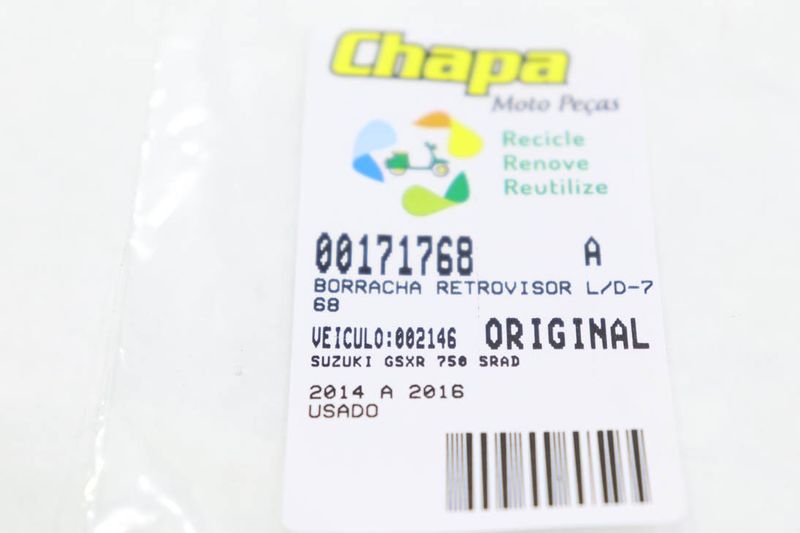 Chapa
Moto Peças
Recicle
Renove
Reutilize
00171768 A
BORRACHA RETROVISOR L/D-7
68
VEICULO:002146 ORIGINAL
SUZUKI GSXR 750 SRAD
2014 A 2016
USADO